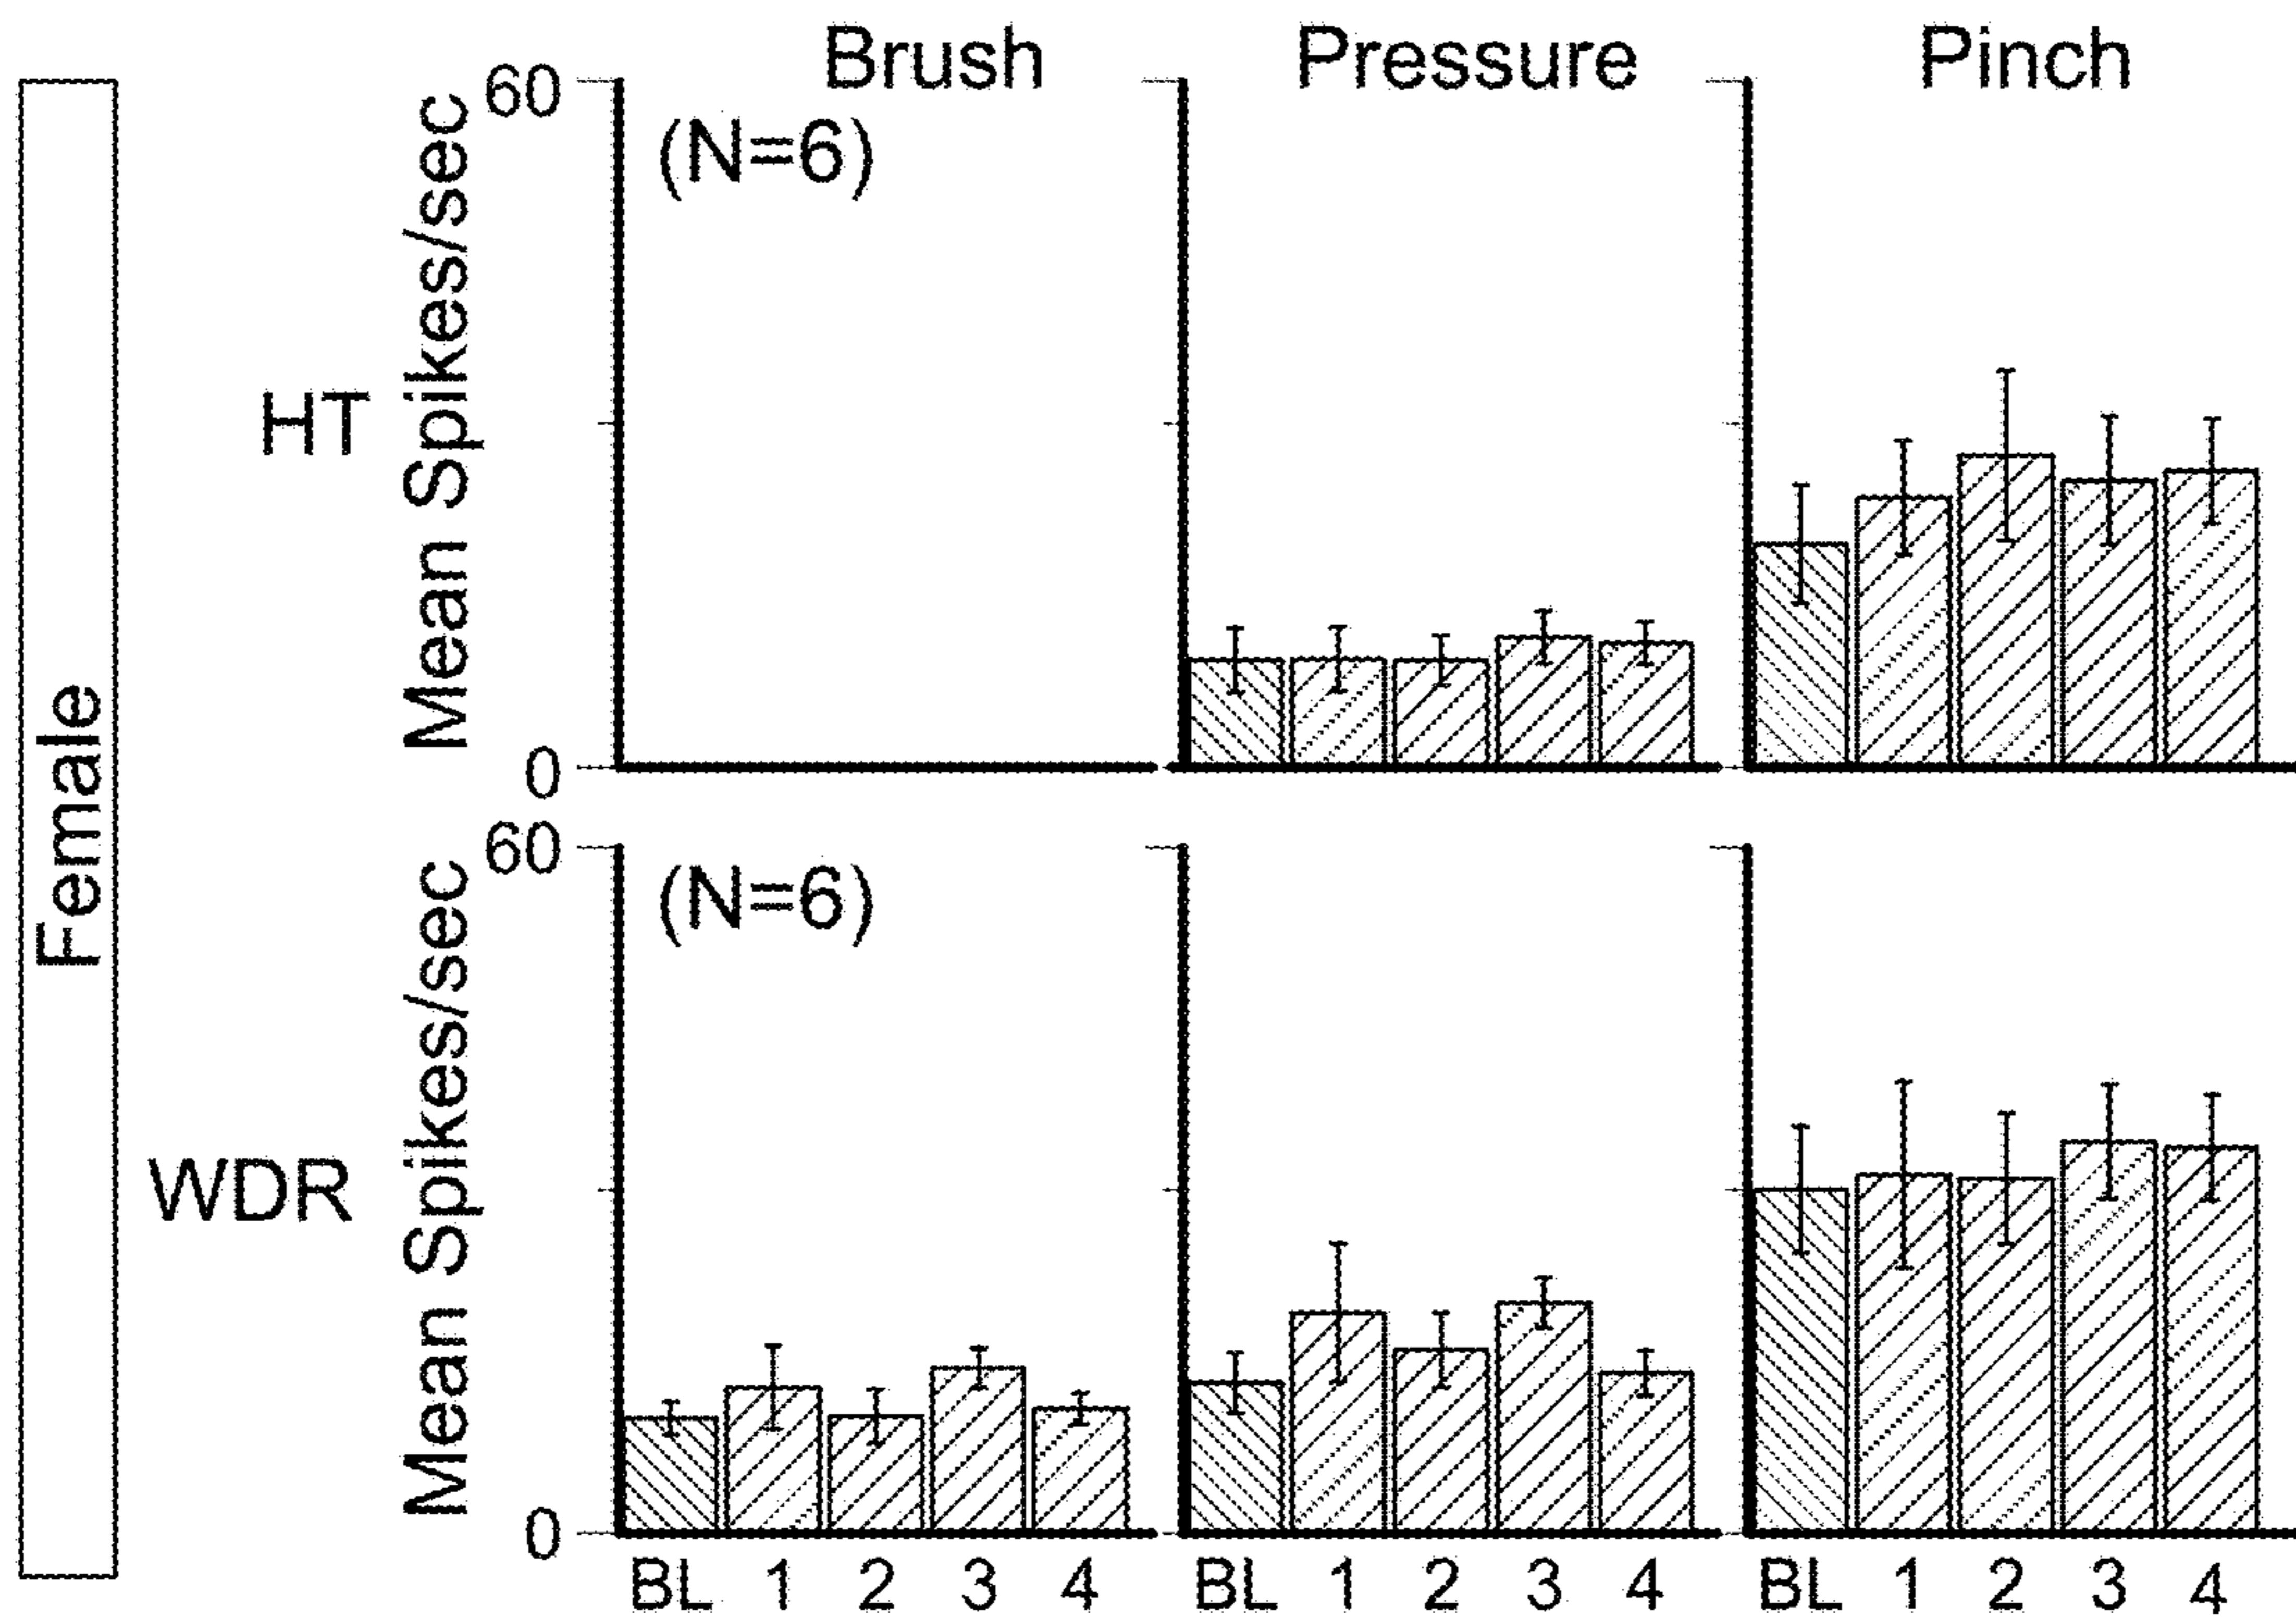 Brush Pressure Pinch
Female
HT
Mean Spikes/sec
60
(N=6)
0
WDR
Mean Spikes/sec
60
(N=6)
0
BL 1 2 3 4 BL 1 2 3 4 BL 1 2 3 4